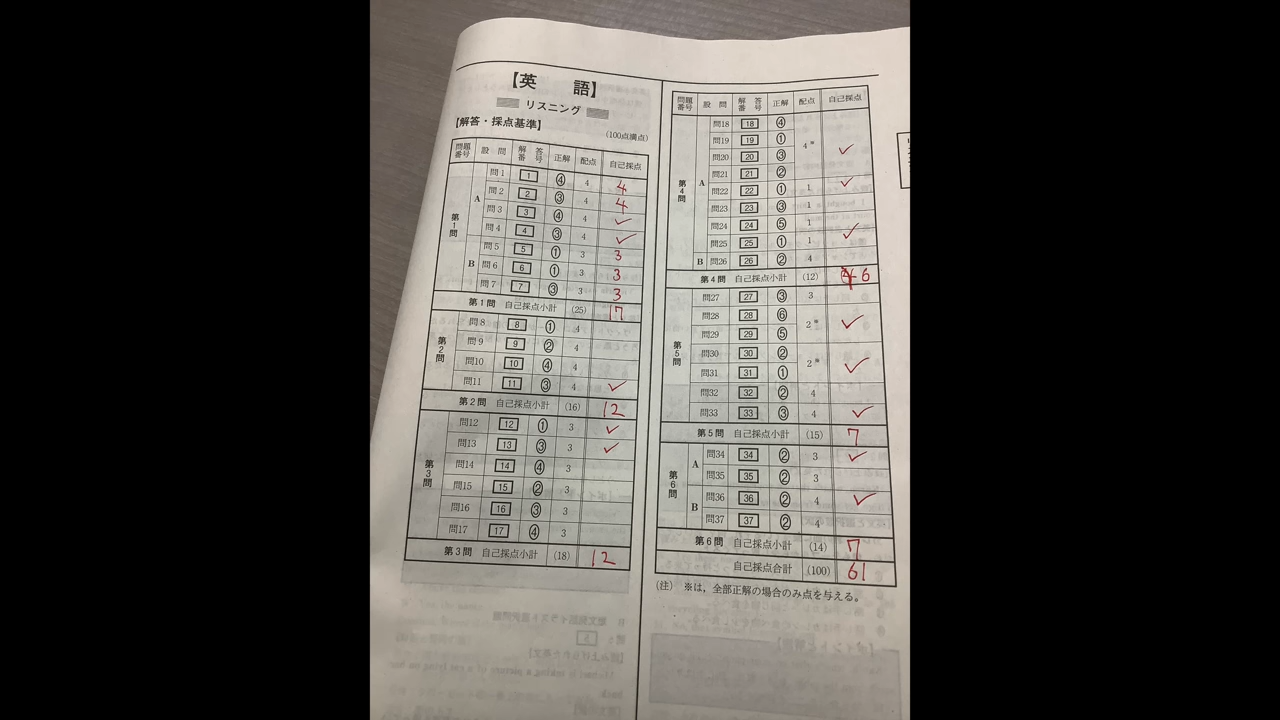 【英 語】
リスニング
【解答・採点基準】
(100点満点)
問題番号 設問 解答番号 正解 配点 自己採点
第1問 A 問1 1 ④ 4 4
問2 2 ③ 4 4
問3 3 ④ 4 ✓
問4 4 ③ 4 ✓
B 問5 5 ① 3 3
問6 6 ① 3 3
問7 7 ③ 3 3
第1問 自己採点小計 (25) 17
第2問 問8 8 ① 4
問9 9 ② 4
問10 10 ④ 4
問11 11 ③ 4 ✓
第2問 自己採点小計 (16) 12
第3問 問12 12 ① 3 ✓
問13 13 ③ 3 ✓
問14 14 ④ 3
問15 15 ② 3
問16 16 ③ 3
問17 17 ④ 3
第3問 自己採点小計 (18) 12
問題番号 設問 解答番号 正解 配点 自己採点
第4問 A 問18 18 ④ 4※ ✓
問19 19 ①
問20 20 ③
問21 21 ②
問22 22 ① 1 ✓
問23 23 ③ 1
問24 24 ⑤ 1 ✓
問25 25 ① 1
B 問26 26 ② 4
第4問 自己採点小計 (12) 6
第5問 問27 27 ③ 3
問28 28 ⑥ 2※ ✓
問29 29 ⑤
問30 30 ② 2※ ✓
問31 31 ①
問32 32 ② 4
問33 33 ③ 4 ✓
第5問 自己採点小計 (15) 7
第6問 A 問34 34 ② 3 ✓
問35 35 ② 3
B 問36 36 ② 4 ✓
問37 37 ② 4
第6問 自己採点小計 (14) 7
自己採点合計 (100) 61
(注) ※は，全部正解の場合のみ点を与える。